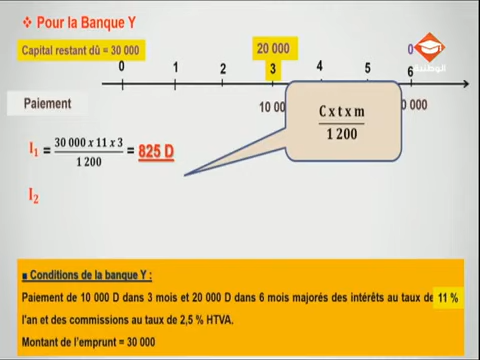 ❖ Pour la Banque Y
الوطنية
Capital restant dû = 30 000
20 000
0
0 1 2 3 4 5 6
Paiement
10 00
0 000
C x t x m
1 200
I₁ = 30 000 x 11 x 3 = 825 D
1 200
I₂
■ Conditions de la banque Y :
Paiement de 10 000 D dans 3 mois et 20 000 D dans 6 mois majorés des intérêts au taux de 11 %
l'an et des commissions au taux de 2,5 % HTVA.
Montant de l'emprunt = 30 000